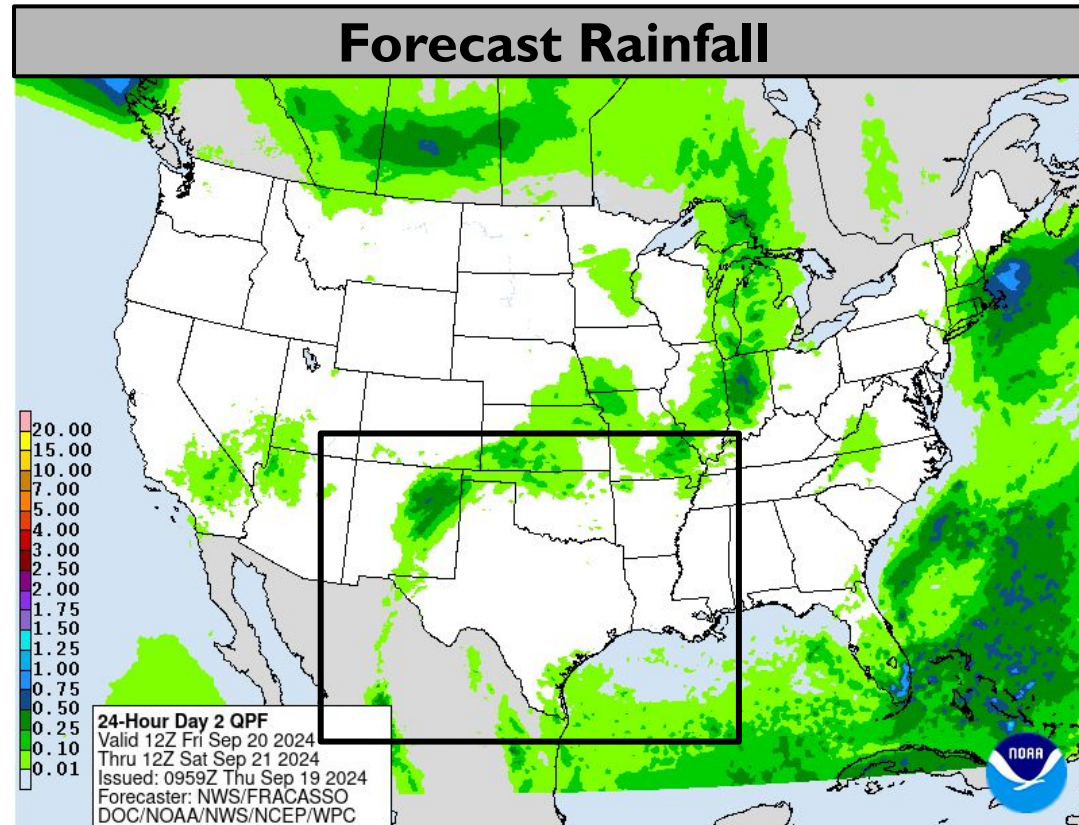 Forecast Rainfall
20.00
15.00
10.00
7.00
5.00
4.00
3.00
2.50
2.00
1.75
1.50
1.25
1.00
0.75
0.50
0.25
0.10
0.01
24-Hour Day 2 QPF
Valid 12Z Fri Sep 20 2024
Thru 12Z Sat Sep 21 2024
Issued: 0959Z Thu Sep 19 2024
Forecaster: NWS/FRACASSO
DOC/NOAA/NWS/NCEP/WPC
NOAA